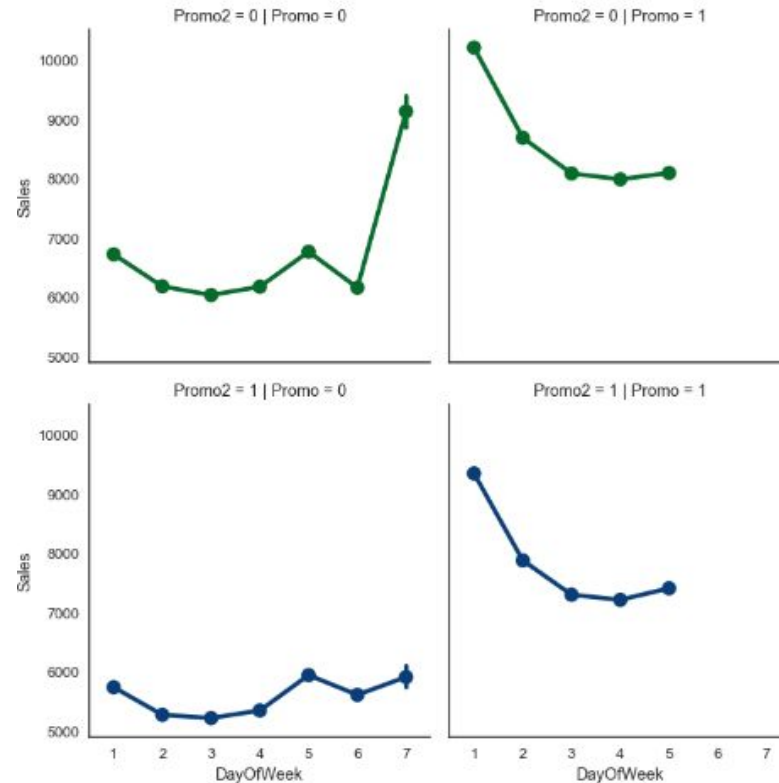 Promo2 = 0 | Promo = 0
Promo2 = 0 | Promo = 1
10000
9000
8000
7000
6000
5000
Sales
Promo2 = 1 | Promo = 0
Promo2 = 1 | Promo = 1
10000
9000
8000
7000
6000
5000
Sales
1 2 3 4 5 6 7
DayOfWeek
1 2 3 4 5 6 7
DayOfWeek